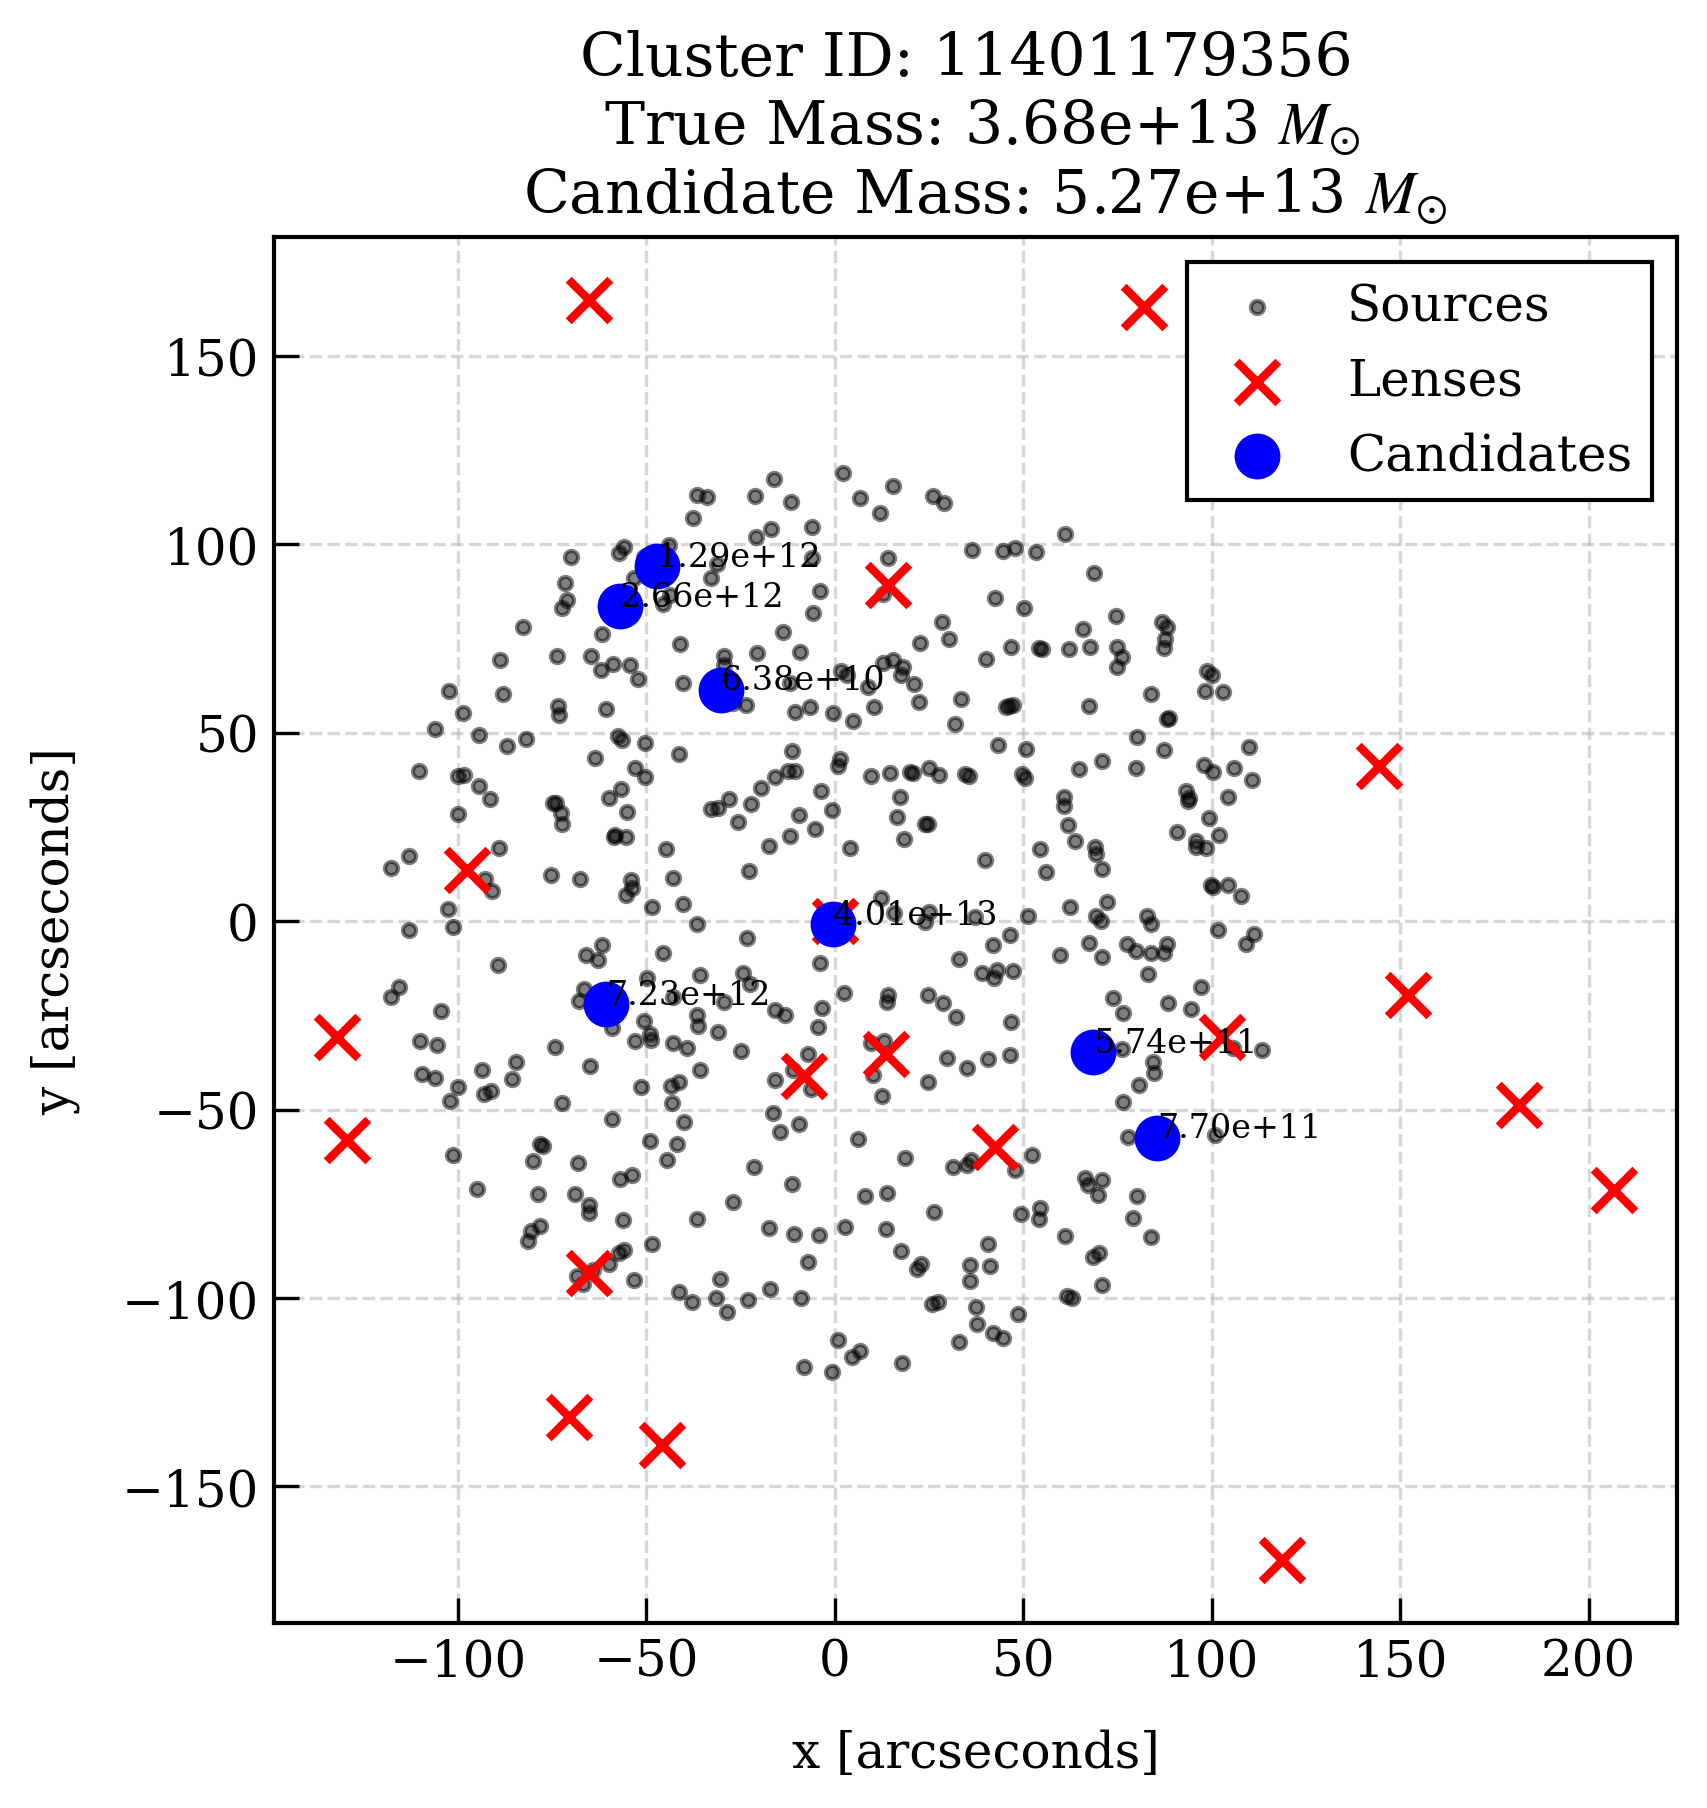 Cluster ID: 11401179356
True Mass: 3.68e+13 M⊙
Candidate Mass: 5.27e+13 M⊙
Sources
Lenses
Candidates
150
100
50
0
−50
−100
−150
1.29e+12
2.66e+12
6.38e+10
4.01e+13
7.23e+12
5.74e+11
7.70e+11
y [arcseconds]
−100
−50
0
50
100
150
200
x [arcseconds]